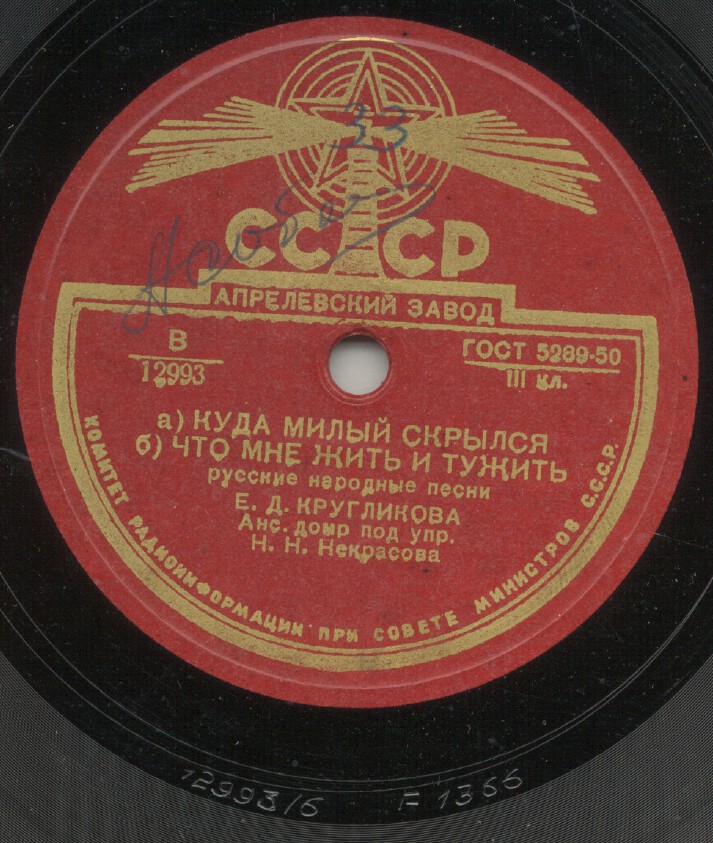 33
СССР
АПРЕЛЕВСКИЙ ЗАВОД
В
12993
ГОСТ 5289-50
III кл.
а) КУДА МИЛЫЙ СКРЫЛСЯ
б) ЧТО МНЕ ЖИТЬ И ТУЖИТЬ
русские народные песни
Е. Д. КРУГЛИКОВА
Анс. домр под упр.
Н. Н. Некрасова
КОМИТЕТ РАДИОИНФОРМАЦИИ ПРИ СОВЕТЕ МИНИСТРОВ С.С.С.Р.
12993/6 F 1366